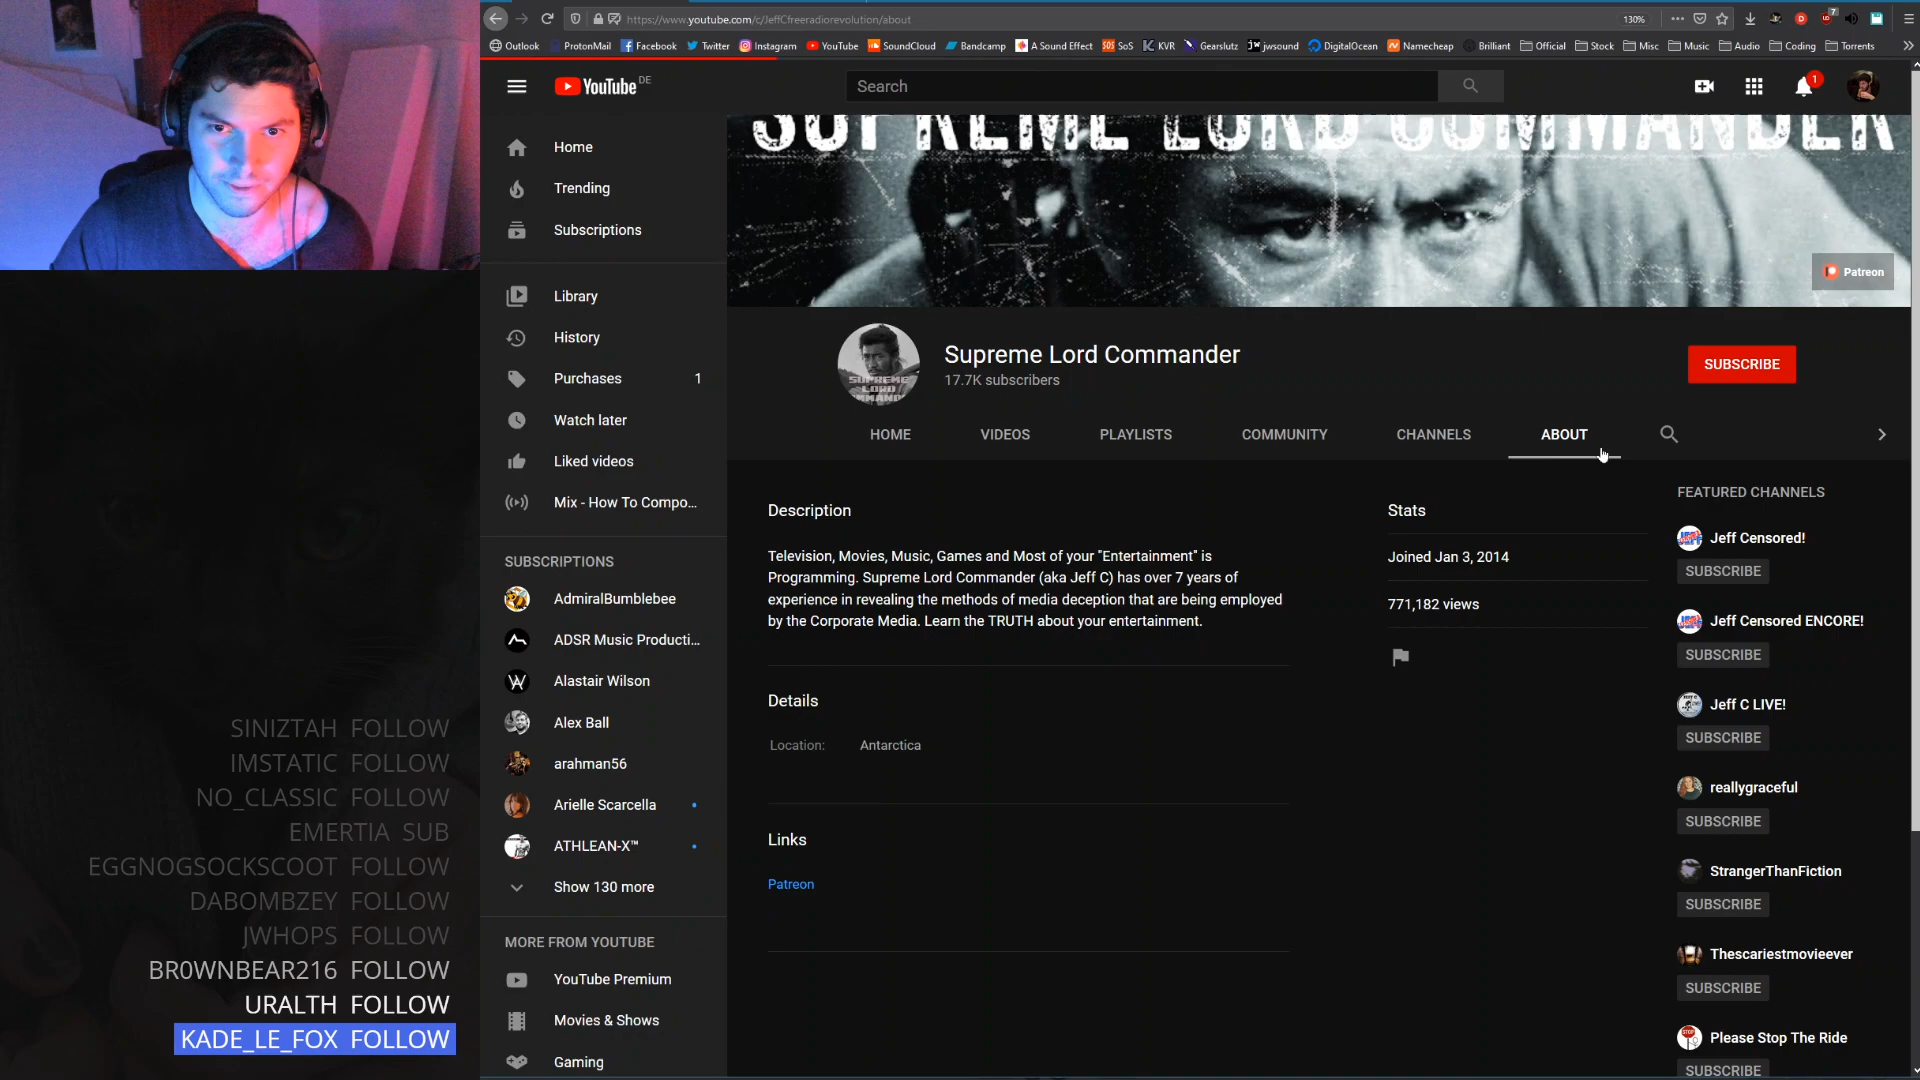 https://www.youtube.com/c/JeffCfreeradiorevolution/about
130%
7
Outlook
ProtonMail
Facebook
Twitter
Instagram
YouTube
SoundCloud
Bandcamp
A Sound Effect
SOS SoS
KVR
Gearslutz
jwsound
DigitalOcean
Namecheap
Brilliant
Official
Stock
Misc
Music
Audio
Coding
Torrents
YouTube DE
Search
1
Home
Trending
Subscriptions
Library
History
Purchases 1
Watch later
Liked videos
Mix - How To Compo...
SUBSCRIPTIONS
AdmiralBumblebee
ADSR Music Producti...
Alastair Wilson
Alex Ball
arahman56
Arielle Scarcella
ATHLEAN-X™
Show 130 more
MORE FROM YOUTUBE
YouTube Premium
Movies & Shows
Gaming
SUPREME LORD COMMANDER
Patreon
SUPREME
LORD
Supreme Lord Commander
17.7K subscribers
SUBSCRIBE
HOME
VIDEOS
PLAYLISTS
COMMUNITY
CHANNELS
ABOUT
Description
Television, Movies, Music, Games and Most of your "Entertainment" is
Programming. Supreme Lord Commander (aka Jeff C) has over 7 years of
experience in revealing the methods of media deception that are being employed
by the Corporate Media. Learn the TRUTH about your entertainment.
Details
Location: Antarctica
Links
Patreon
Stats
Joined Jan 3, 2014
771,182 views
FEATURED CHANNELS
Jeff Censored!
SUBSCRIBE
Jeff Censored ENCORE!
SUBSCRIBE
Jeff C LIVE!
SUBSCRIBE
reallygraceful
SUBSCRIBE
StrangerThanFiction
SUBSCRIBE
Thescariestmovieever
SUBSCRIBE
Please Stop The Ride
SUBSCRIBE
SINIZTAH FOLLOW
IMSTATIC FOLLOW
NO_CLASSIC FOLLOW
EMERTIA SUB
EGGNOGSOCKSCOOT FOLLOW
DABOMBZEY FOLLOW
JWHOPS FOLLOW
BR0WNBEAR216 FOLLOW
URALTH FOLLOW
KADE_LE_FOX FOLLOW